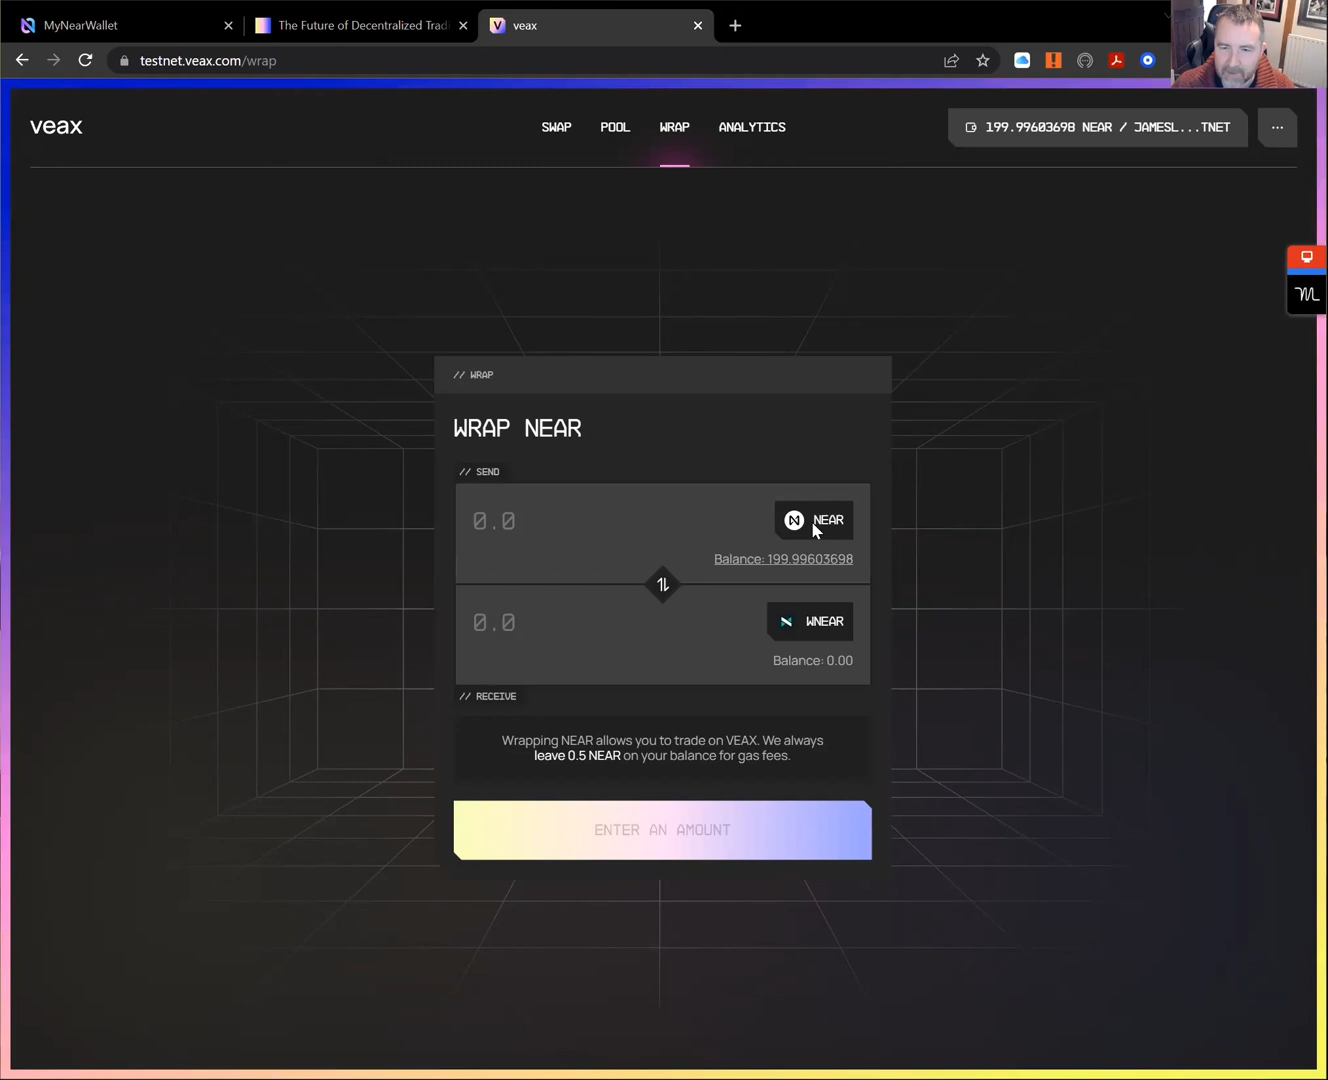 MyNearWallet
The Future of Decentralized Tradi
veax
testnet.veax.com/wrap
veax
SWAP
POOL
WRAP
ANALYTICS
199.99603698 NEAR / JAMESL...TNET
...
// WRAP
WRAP NEAR
// SEND
0.0
NEAR
Balance: 199.99603698
0.0
WNEAR
Balance: 0.00
// RECEIVE
Wrapping NEAR allows you to trade on VEAX. We always
leave 0.5 NEAR on your balance for gas fees.
ENTER AN AMOUNT